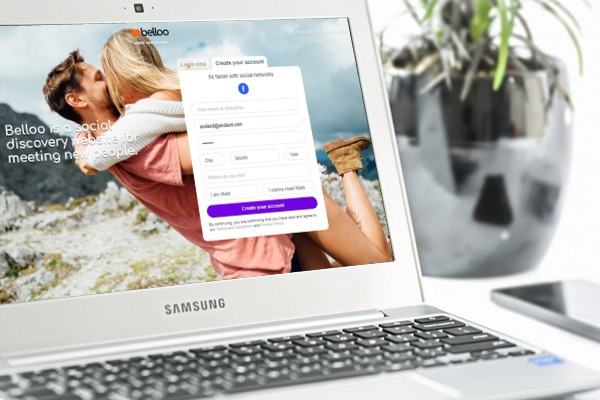 belloo
Login now
Create your account
Its faster with social networks
f
Your name or nickname
asdasd@asdasd.com
Belloo is a social
discovery website for
meeting new people.
Day
Month
Year
Where do you live?
I am Male
I wanna meet Male
Create your account
By continuing, you are confirming that you have read and agree to
our Terms and Conditions and Privacy Policy
SAMSUNG